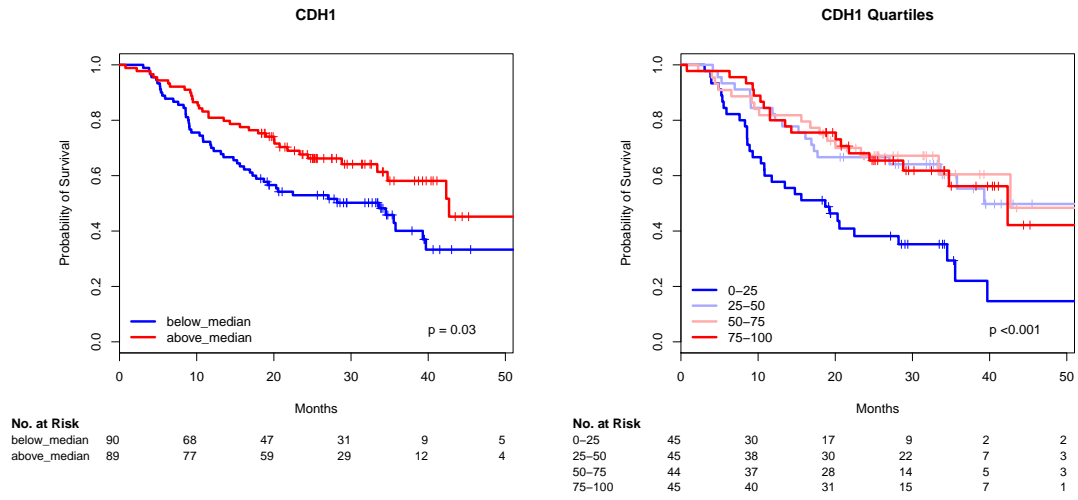 CDH1
Probability of Survival
1.0
0.8
0.6
0.4
0.2
0.0
below_median
above_median
p = 0.03
0 10 20 30 40 50
Months
No. at Risk
below_median 90 68 47 31 9 5
above_median 89 77 59 29 12 4
CDH1 Quartiles
Probability of Survival
1.0
0.8
0.6
0.4
0.2
0.0
0−25
25−50
50−75
75−100
p <0.001
0 10 20 30 40 50
Months
No. at Risk
0−25 45 30 17 9 2 2
25−50 45 38 30 22 7 3
50−75 44 37 28 14 5 3
75−100 45 40 31 15 7 1